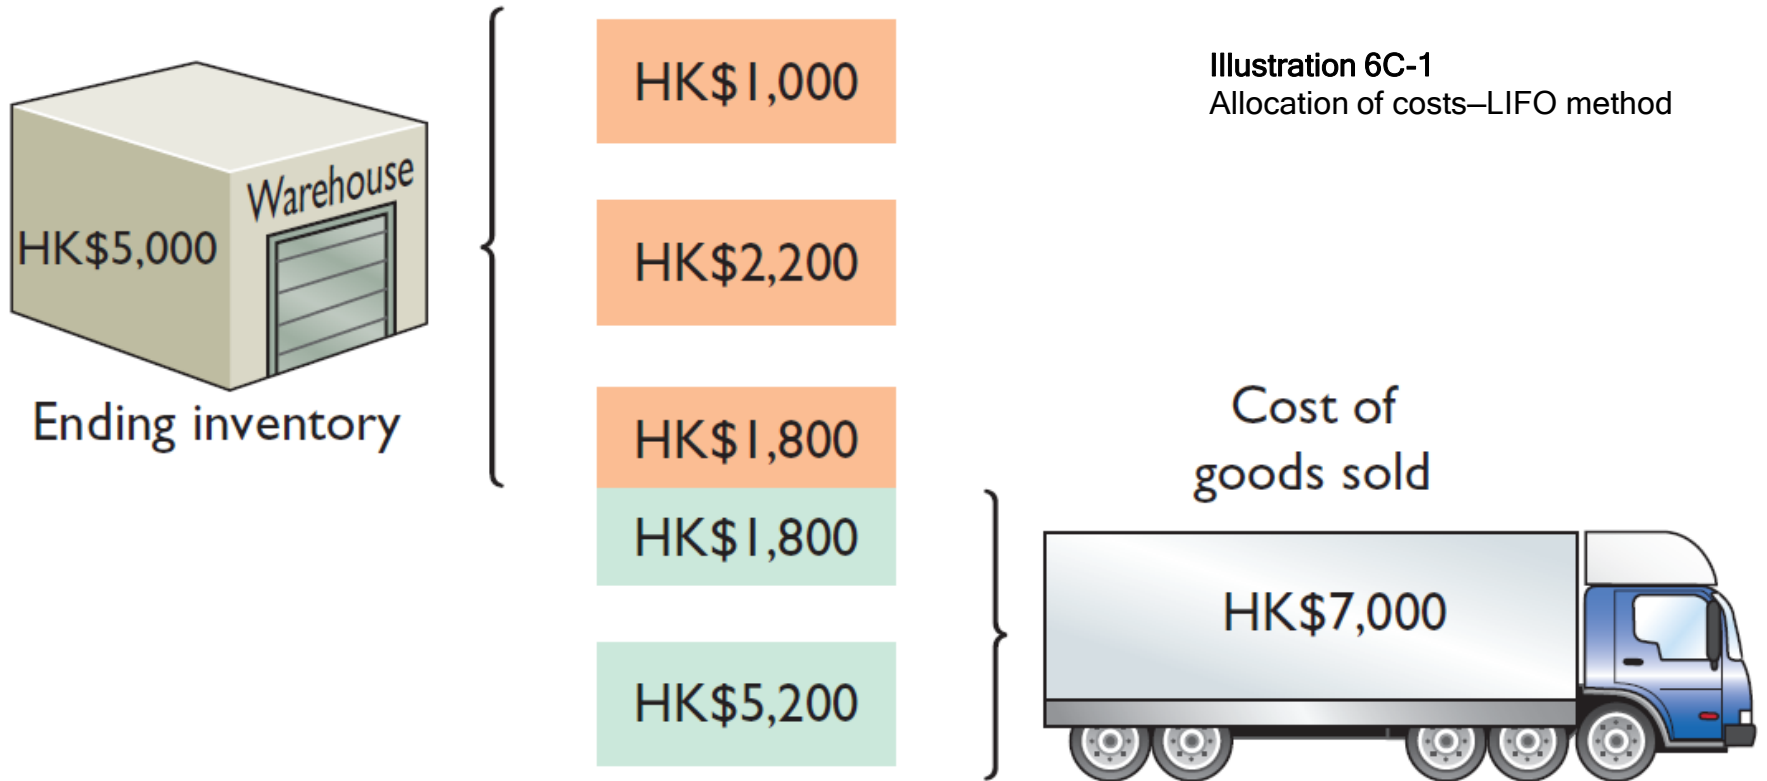 Illustration 6C-1
Allocation of costs–LIFO method
HK$1,000
HK$2,200
Warehouse
HK$5,000
Ending inventory
HK$1,800
HK$1,800
HK$5,200
Cost of
goods sold
HK$7,000